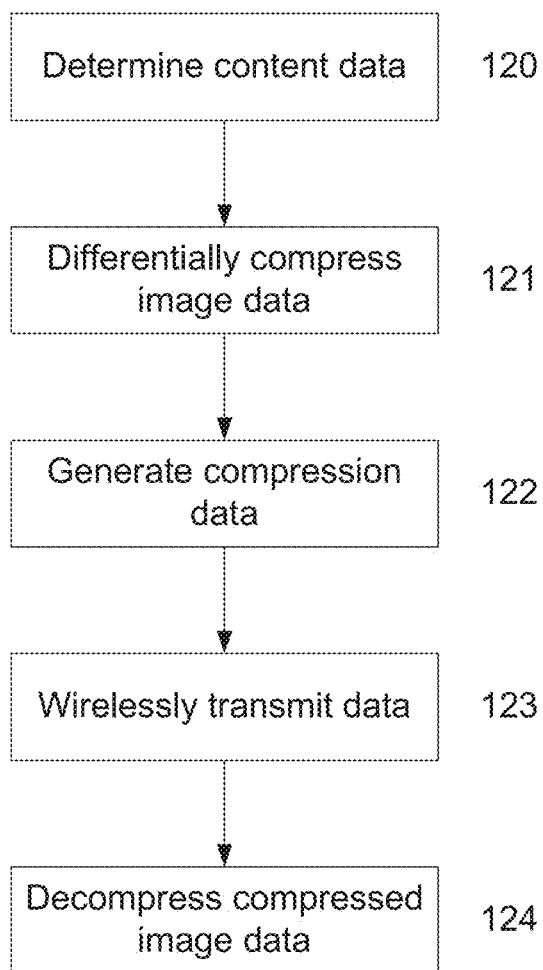 Determine content data 120
Differentially compress
image data 121
Generate compression
data 122
Wirelessly transmit data 123
Decompress compressed
image data 124